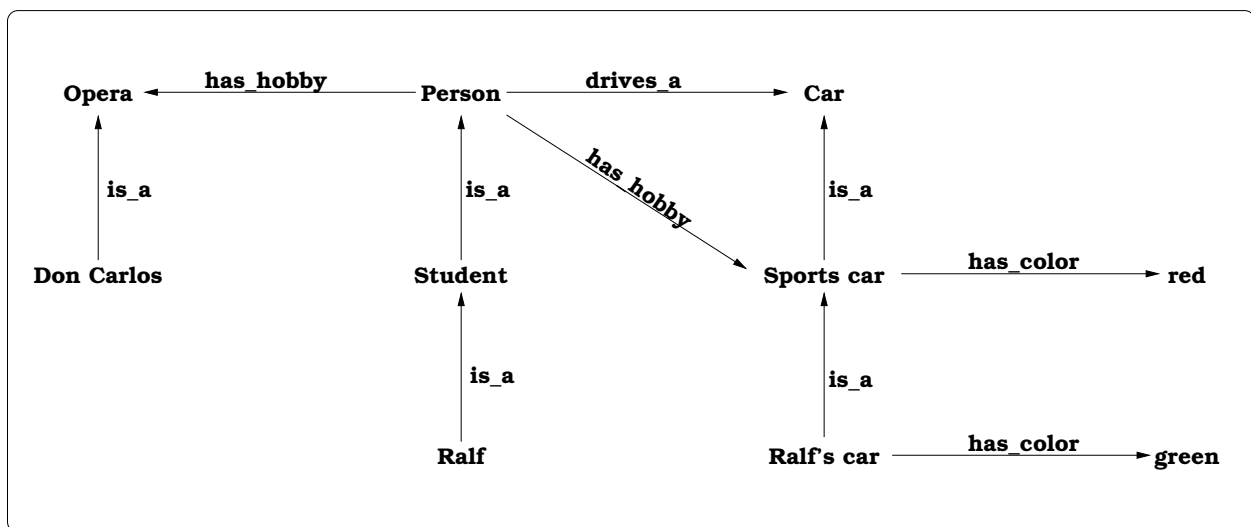 Opera has_hobby Person drives_a Car
is_a is_a has_hobby is_a
Don Carlos Student Sports car has_color red
is_a is_a
Ralf Ralf's car has_color green